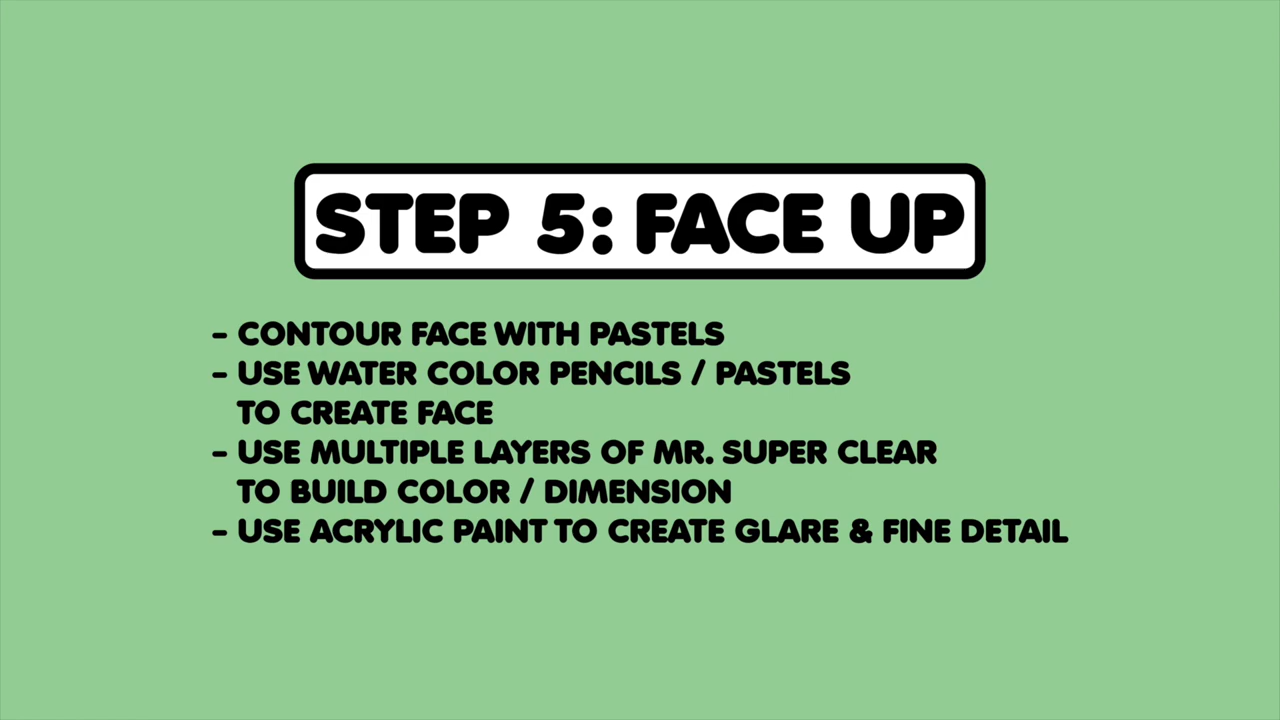 STEP 5: FACE UP
- CONTOUR FACE WITH PASTELS
- USE WATER COLOR PENCILS / PASTELS
TO CREATE FACE
- USE MULTIPLE LAYERS OF MR. SUPER CLEAR
TO BUILD COLOR / DIMENSION
- USE ACRYLIC PAINT TO CREATE GLARE & FINE DETAIL